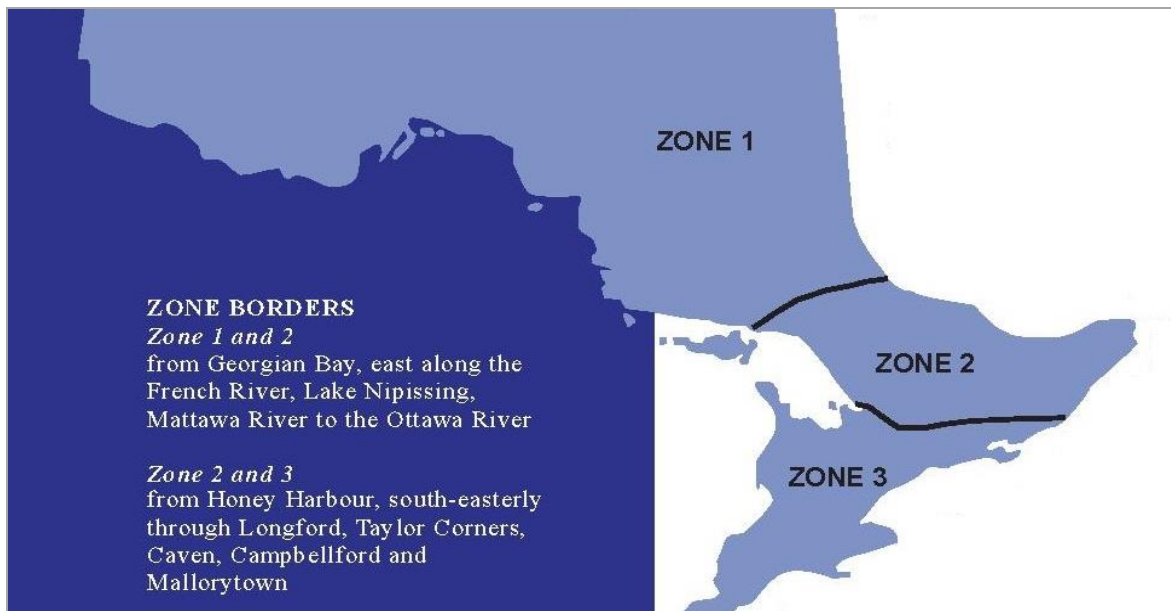 ZONE 1
ZONE BORDERS
Zone 1 and 2
from Georgian Bay, east along the
French River, Lake Nipissing,
Mattawa River to the Ottawa River
ZONE 2
Zone 2 and 3
from Honey Harbour, south-easterly
through Longford, Taylor Corners,
Caven, Campbellford and
Mallorytown
ZONE 3